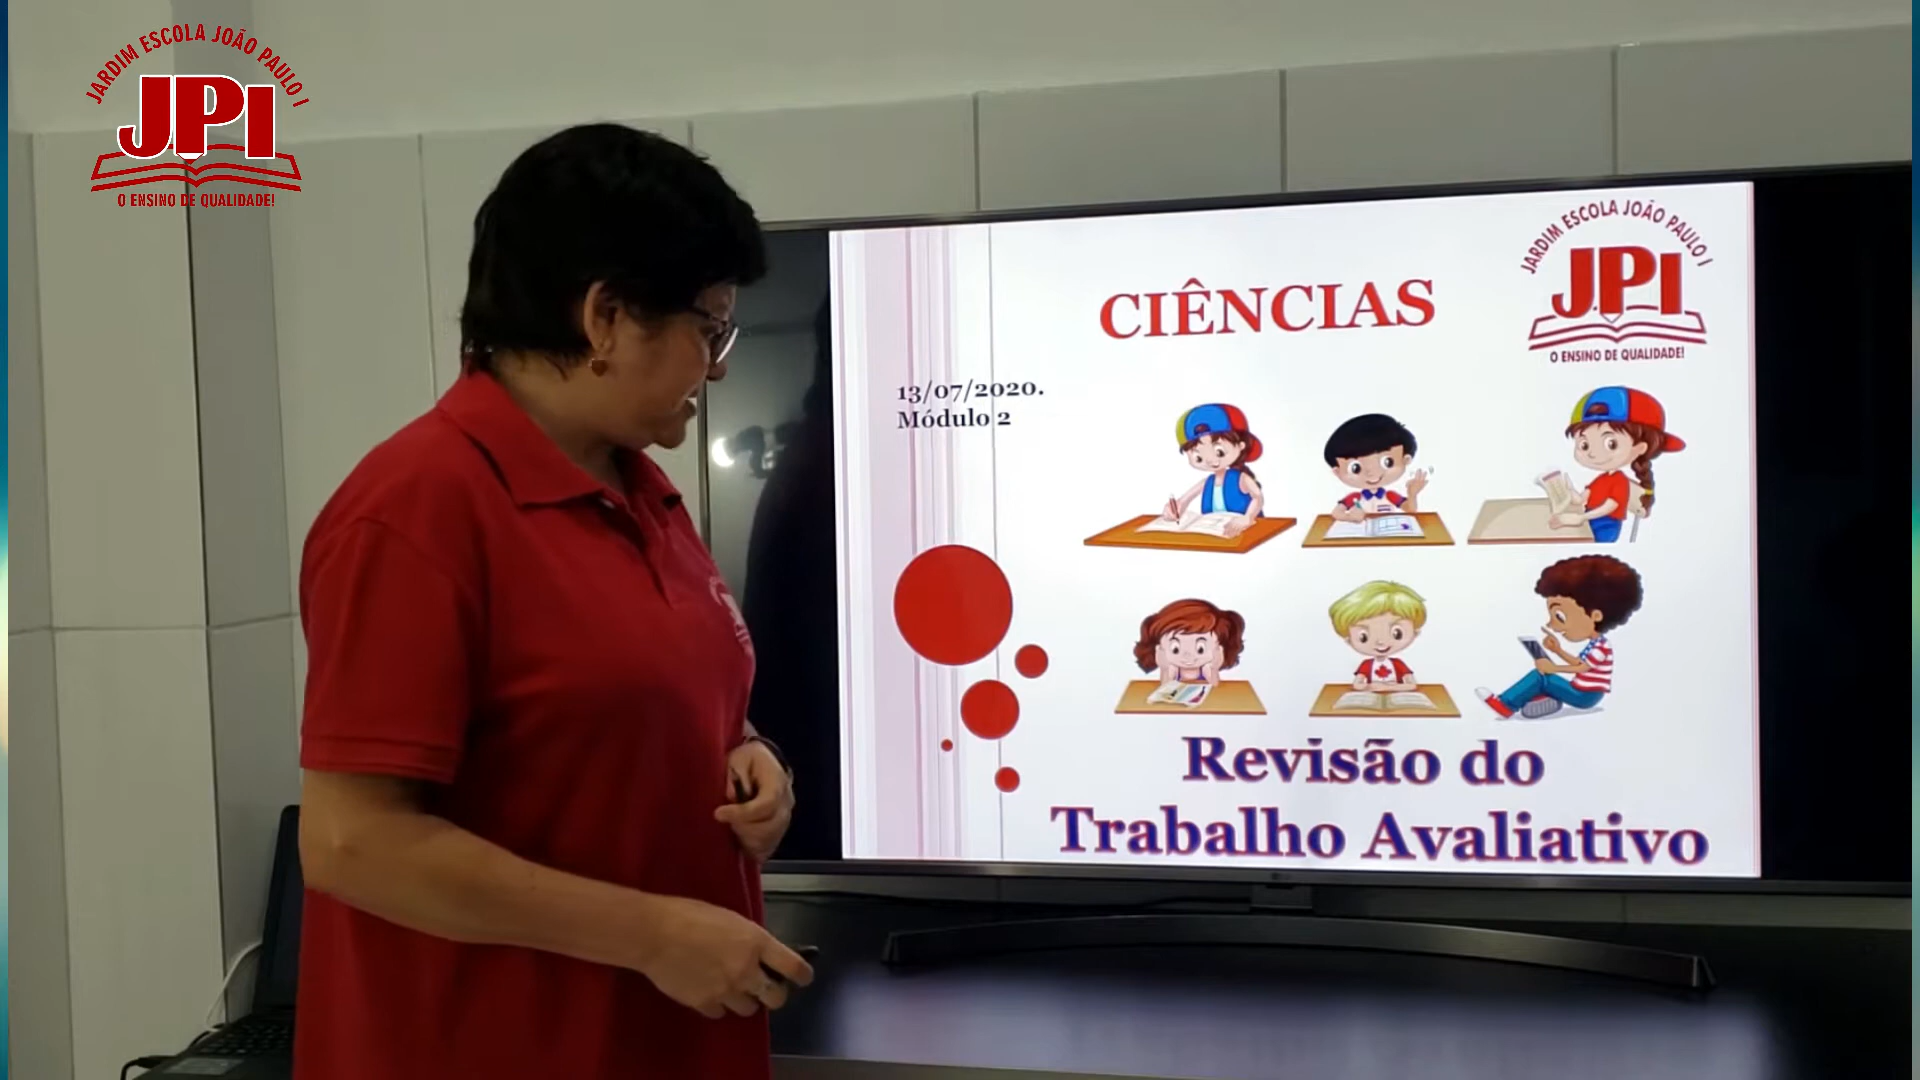 JARDIM ESCOLA JOÃO PAULO I
JPI
O ENSINO DE QUALIDADE!
CIÊNCIAS
JARDIM ESCOLA JOÃO PAULO I
JPI
O ENSINO DE QUALIDADE!
13/07/2020.
Módulo 2
Revisão do
Trabalho Avaliativo